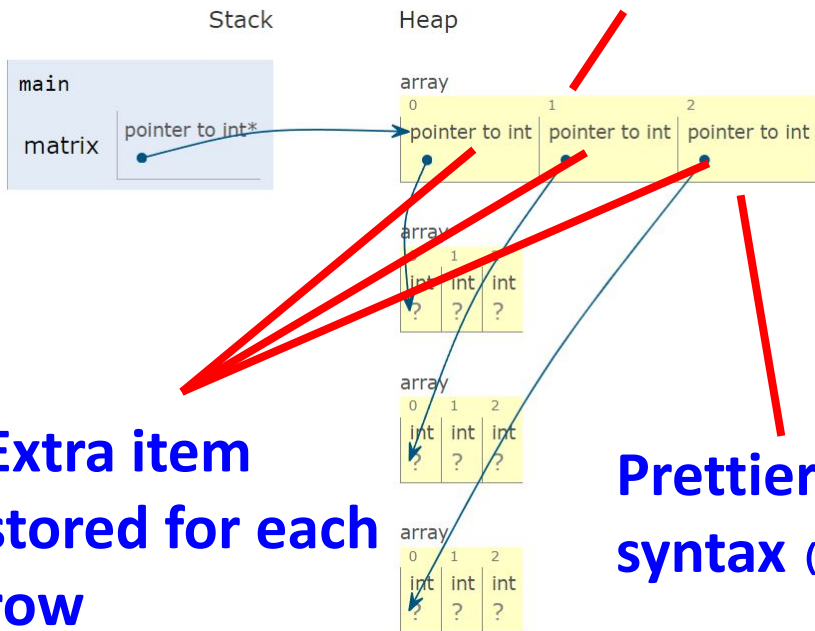 Stack Heap
main
matrix
pointer to int*
array
0 1 2
pointer to int pointer to int pointer to int
array
1
int int int
? ? ?
array
0 1 2
int int int
? ? ?
array
0 1 2
int int int
? ? ?
Extra item
stored for each
row
Prettier
syntax (